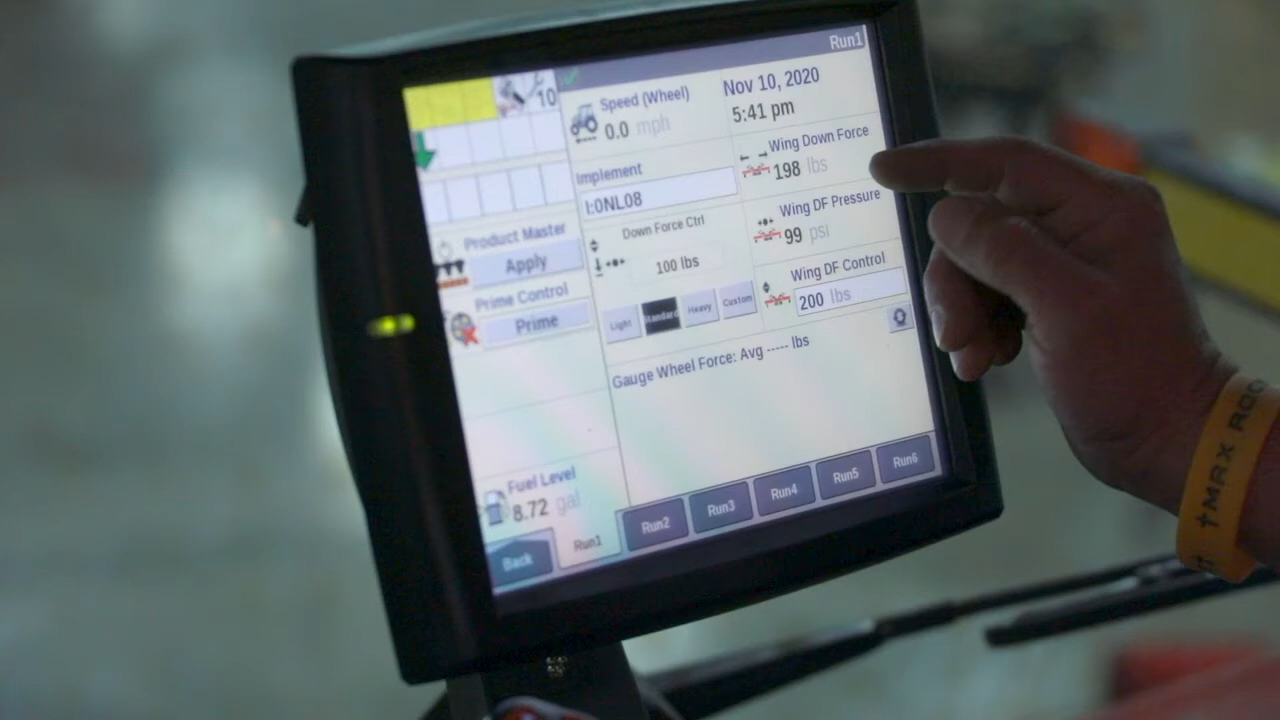 Run1
10
Speed (Wheel)
0.0 mph
Nov 10, 2020
5:41 pm
Implement
I:0NL08
Wing Down Force
198 lbs
Product Master
Apply
Down Force Ctrl
100 lbs
Wing DF Pressure
99 psi
Prime Control
Prime
Light
Standard
Heavy
Custom
Wing DF Control
200 lbs
Gauge Wheel Force: Avg ----- lbs
Fuel Level
8.72 gal
Back
Run1
Run2
Run3
Run4
Run5
Run6
MAX